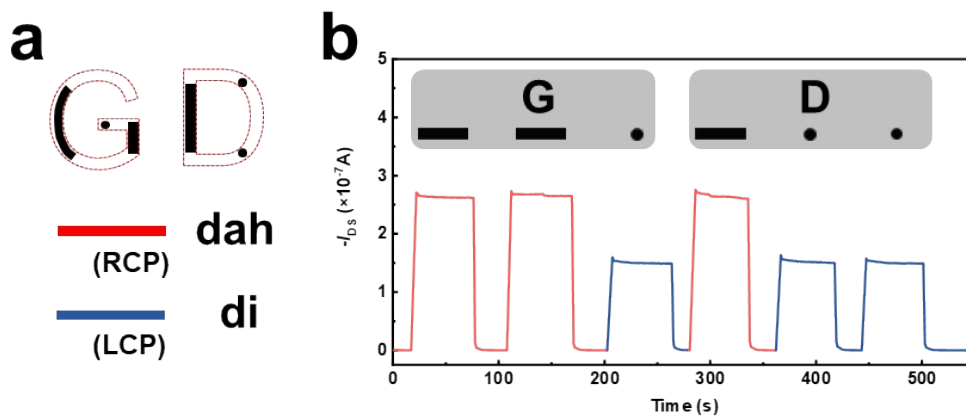 a
G D
dah
(RCP)
di
(LCP)
b
G D
-I_DS (×10⁻⁷A)
5
4
3
2
1
0
0 100 200 300 400 500
Time (s)